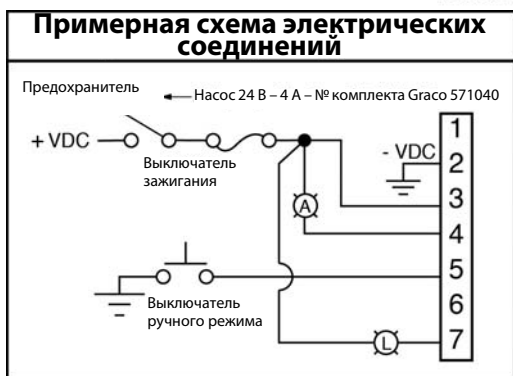 Примерная схема электрических
соединений
Предохранитель
Насос 24 В – 4 А – № комплекта Graco 571040
+ VDC
Выключатель
зажигания
- VDC
1
2
3
4
5
6
7
A
Выключатель
ручного режима
L